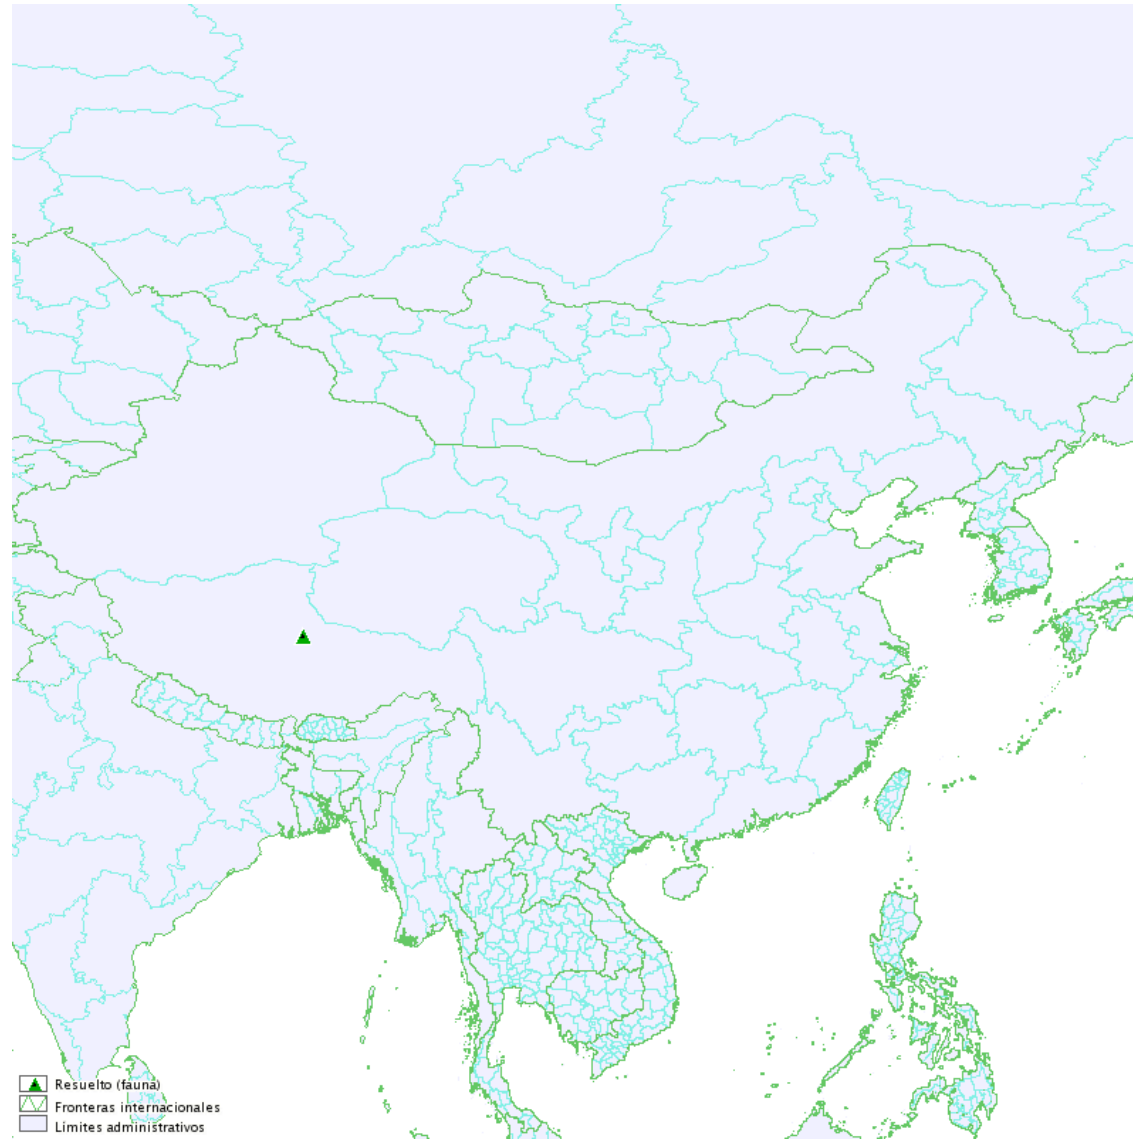 Resuelto (fauna)
Fronteras internacionales
Límites administrativos